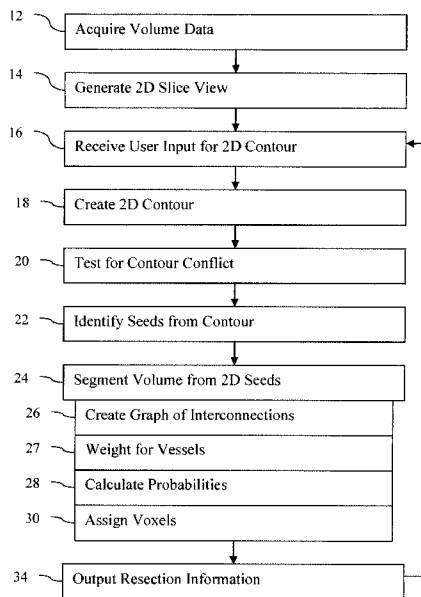 12 Acquire Volume Data
14 Generate 2D Slice View
16 Receive User Input for 2D Contour
18 Create 2D Contour
20 Test for Contour Conflict
22 Identify Seeds from Contour
24 Segment Volume from 2D Seeds
26 Create Graph of Interconnections
27 Weight for Vessels
28 Calculate Probabilities
30 Assign Voxels
34 Output Resection Information